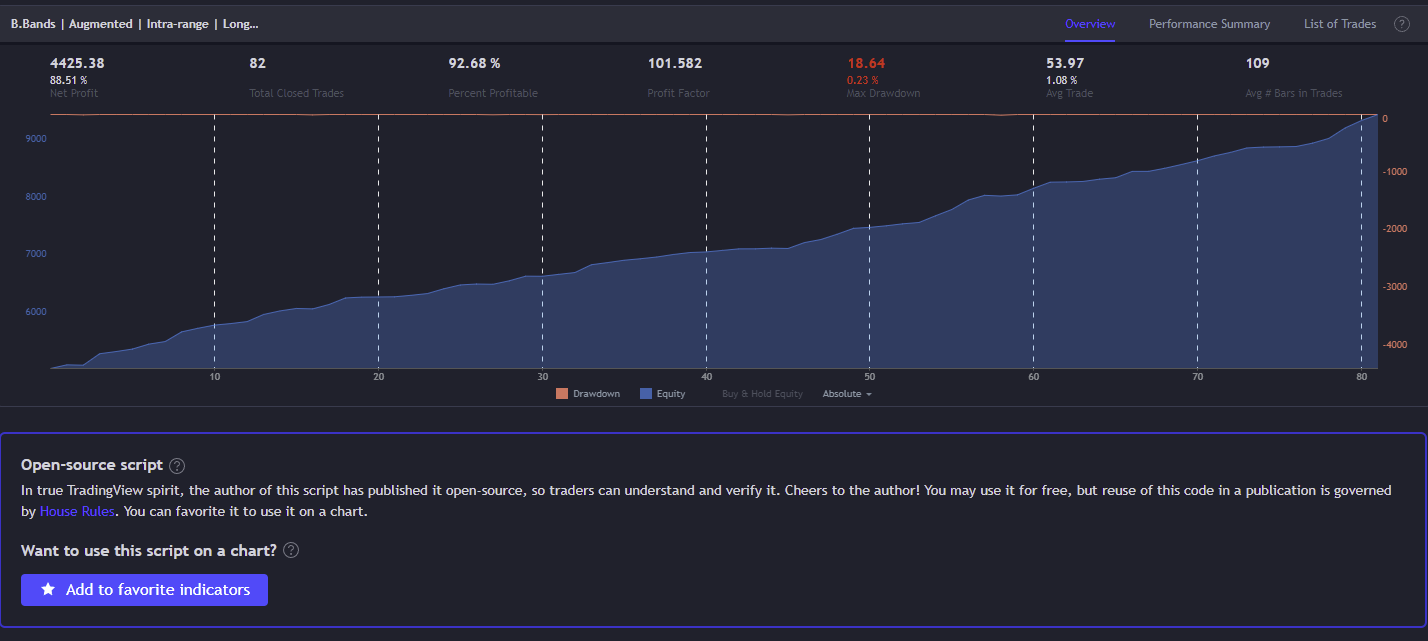 B.Bands | Augmented | Intra-range | Long... Overview Performance Summary List of Trades ?
4425.38 82 92.68 % 101.582 18.64 53.97 109
88.51 % 0.23 % 1.08 %
Net Profit Total Closed Trades Percent Profitable Profit Factor Max Drawdown Avg Trade Avg # Bars in Trades
0
9000
-1000
8000
-2000
7000
-3000
6000
-4000
10 20 30 40 50 60 70 80
Drawdown Equity Buy & Hold Equity Absolute
Open-source script ?
In true TradingView spirit, the author of this script has published it open-source, so traders can understand and verify it. Cheers to the author! You may use it for free, but reuse of this code in a publication is governed
by House Rules. You can favorite it to use it on a chart.
Want to use this script on a chart? ?
Add to favorite indicators